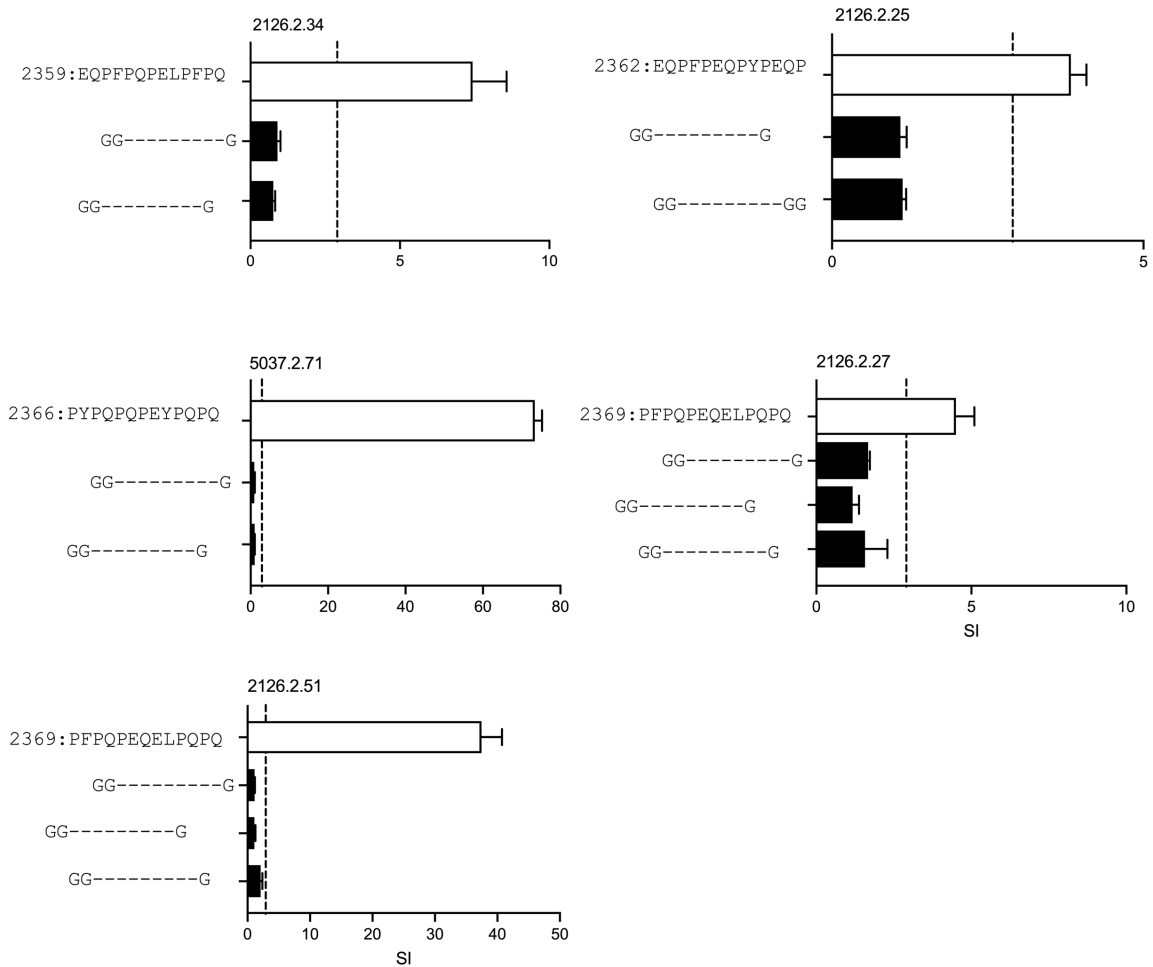 2126.2.34
2359:EQPFPQPELPFPQ
GG---------G
GG---------G
0 5 10
2126.2.25
2362:EQPFPEQPYPEQP
GG---------G
GG---------GG
0 5
5037.2.71
2366:PYPQPQPEYPQPQ
GG---------G
GG---------G
0 20 40 60 80
2126.2.27
2369:PFPQPEQELPQPQ
GG---------G
GG---------G
GG---------G
0 5 10
SI
2126.2.51
2369:PFPQPEQELPQPQ
GG---------G
GG---------G
GG---------G
0 10 20 30 40 50
SI